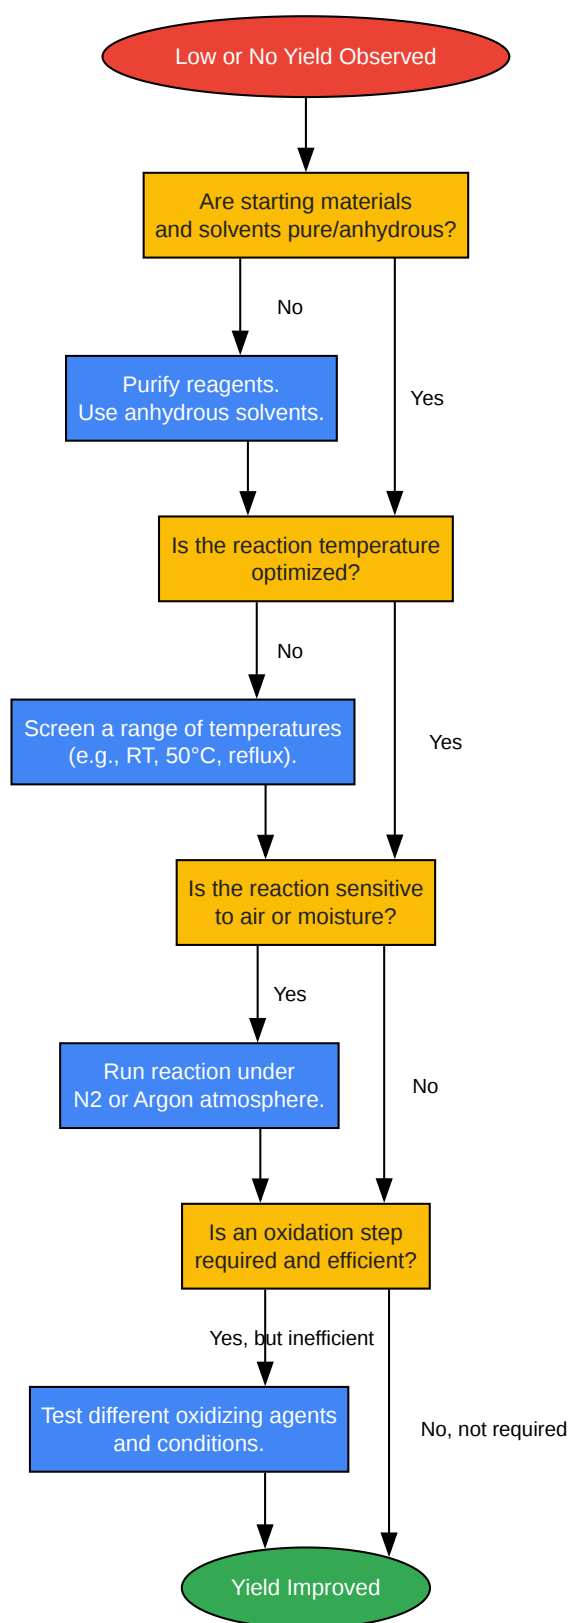 Low or No Yield Observed
Are starting materials
and solvents pure/anhydrous?
No
Purify reagents.
Use anhydrous solvents.
Yes
Is the reaction temperature
optimized?
No
Screen a range of temperatures
(e.g., RT, 50°C, reflux).
Yes
Is the reaction sensitive
to air or moisture?
Yes
Run reaction under
N2 or Argon atmosphere.
No
Is an oxidation step
required and efficient?
Yes, but inefficient
Test different oxidizing agents
and conditions.
No, not required
Yield Improved